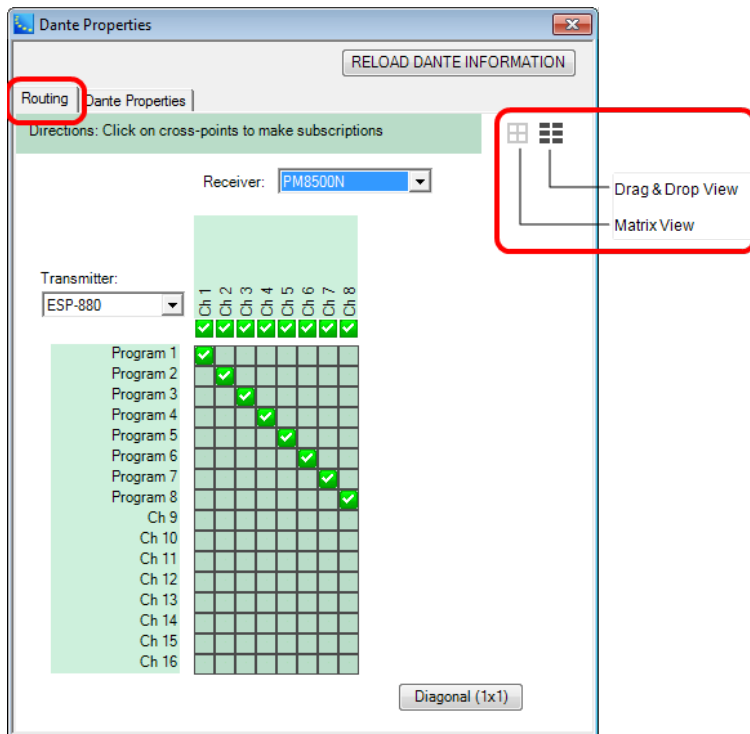 Dante Properties
RELOAD DANTE INFORMATION
Routing
Dante Properties
Directions: Click on cross-points to make subscriptions
Drag & Drop View
Matrix View
Receiver: PM8500N
Transmitter:
ESP-880
Ch 1
Ch 2
Ch 3
Ch 4
Ch 5
Ch 6
Ch 7
Ch 8
Program 1
Program 2
Program 3
Program 4
Program 5
Program 6
Program 7
Program 8
Ch 9
Ch 10
Ch 11
Ch 12
Ch 13
Ch 14
Ch 15
Ch 16
Diagonal (1x1)